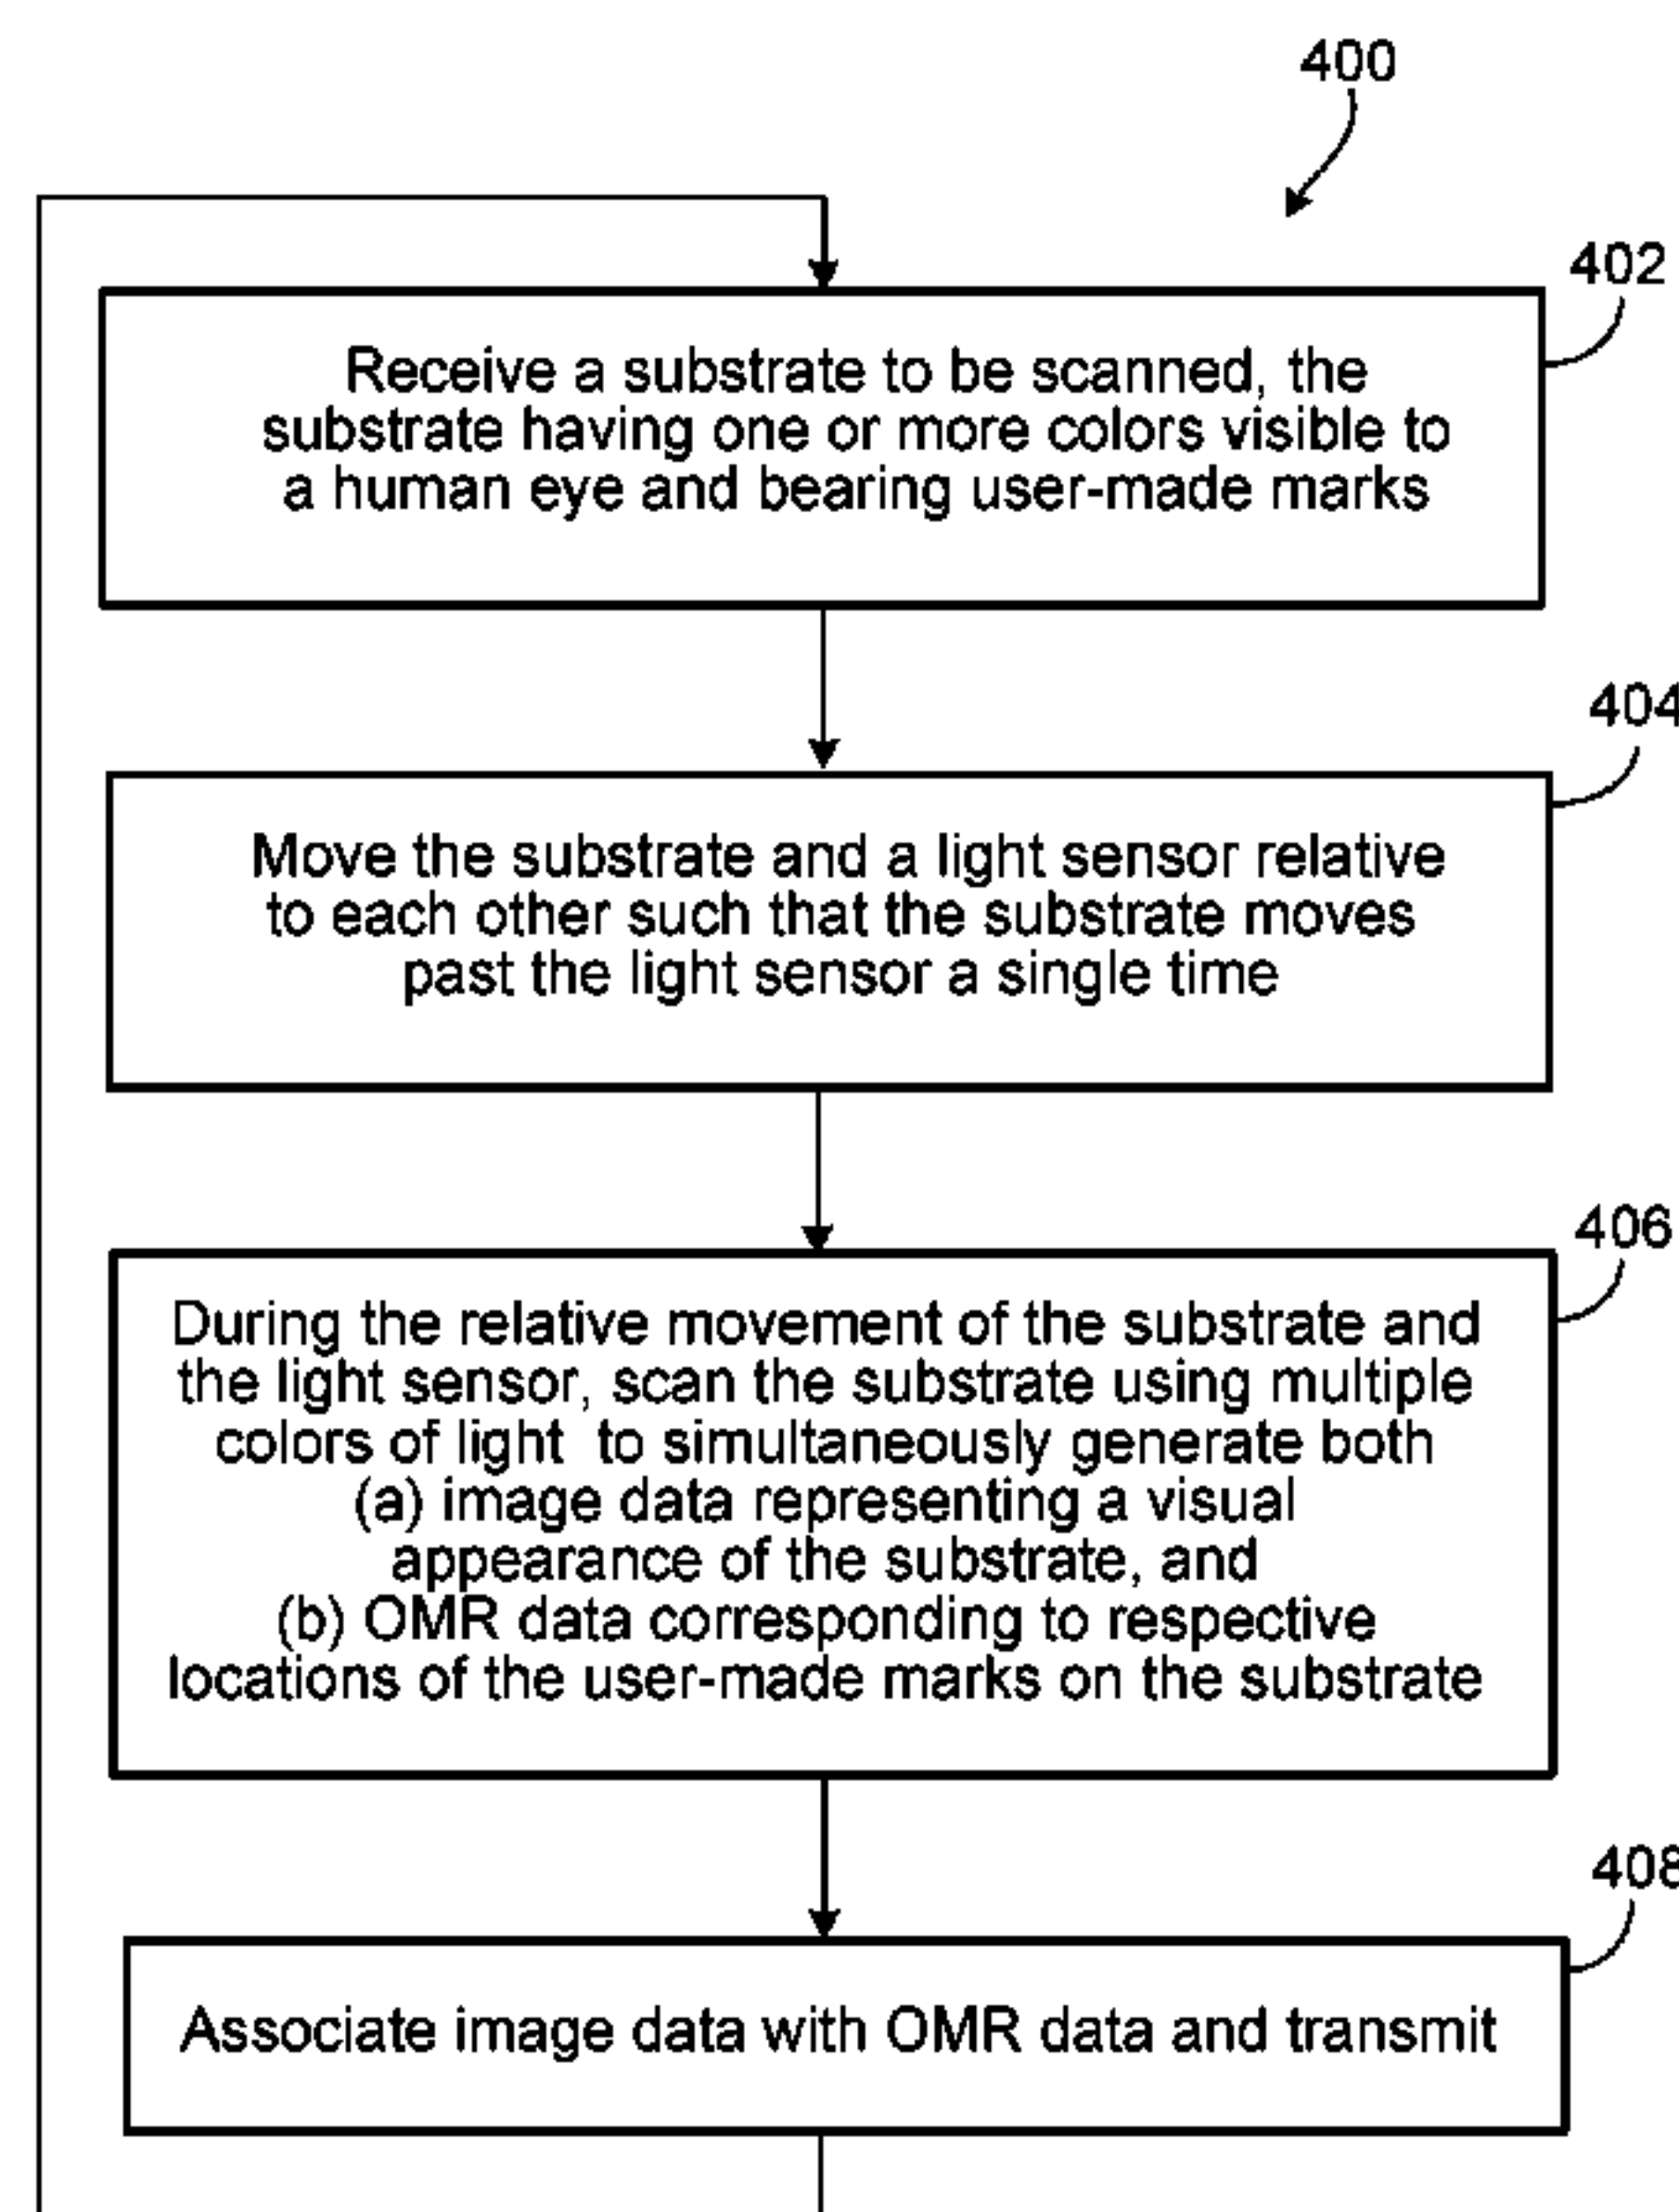 400
402
Receive a substrate to be scanned, the
substrate having one or more colors visible to
a human eye and bearing user-made marks
404
Move the substrate and a light sensor relative
to each other such that the substrate moves
past the light sensor a single time
406
During the relative movement of the substrate and
the light sensor, scan the substrate using multiple
colors of light to simultaneously generate both
(a) image data representing a visual
appearance of the substrate, and
(b) OMR data corresponding to respective
locations of the user-made marks on the substrate
408
Associate image data with OMR data and transmit